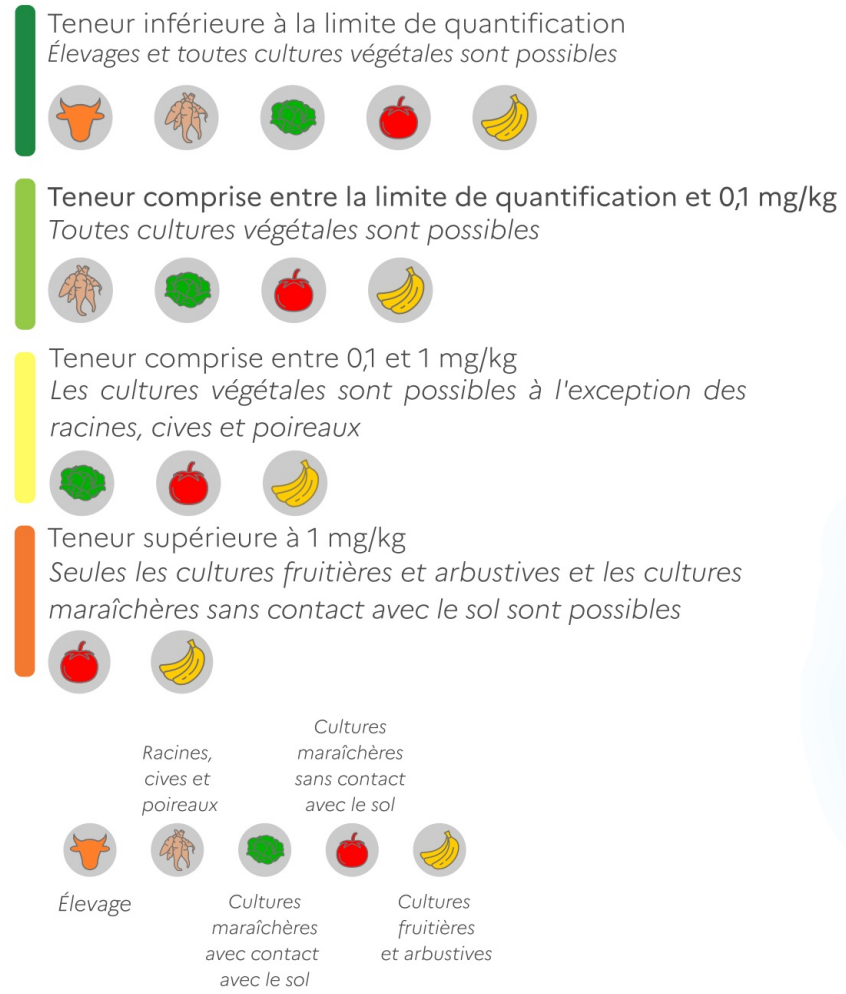 Teneur inférieure à la limite de quantification
Élevages et toutes cultures végétales sont possibles
Teneur comprise entre la limite de quantification et 0,1 mg/kg
Toutes cultures végétales sont possibles
Teneur comprise entre 0,1 et 1 mg/kg
Les cultures végétales sont possibles à l'exception des
racines, cives et poireaux
Teneur supérieure à 1 mg/kg
Seules les cultures fruitières et arbustives et les cultures
maraîchères sans contact avec le sol sont possibles
Racines,
cives et
poireaux
Cultures
maraîchères
sans contact
avec le sol
Élevage
Cultures
maraîchères
avec contact
avec le sol
Cultures
fruitières
et arbustives